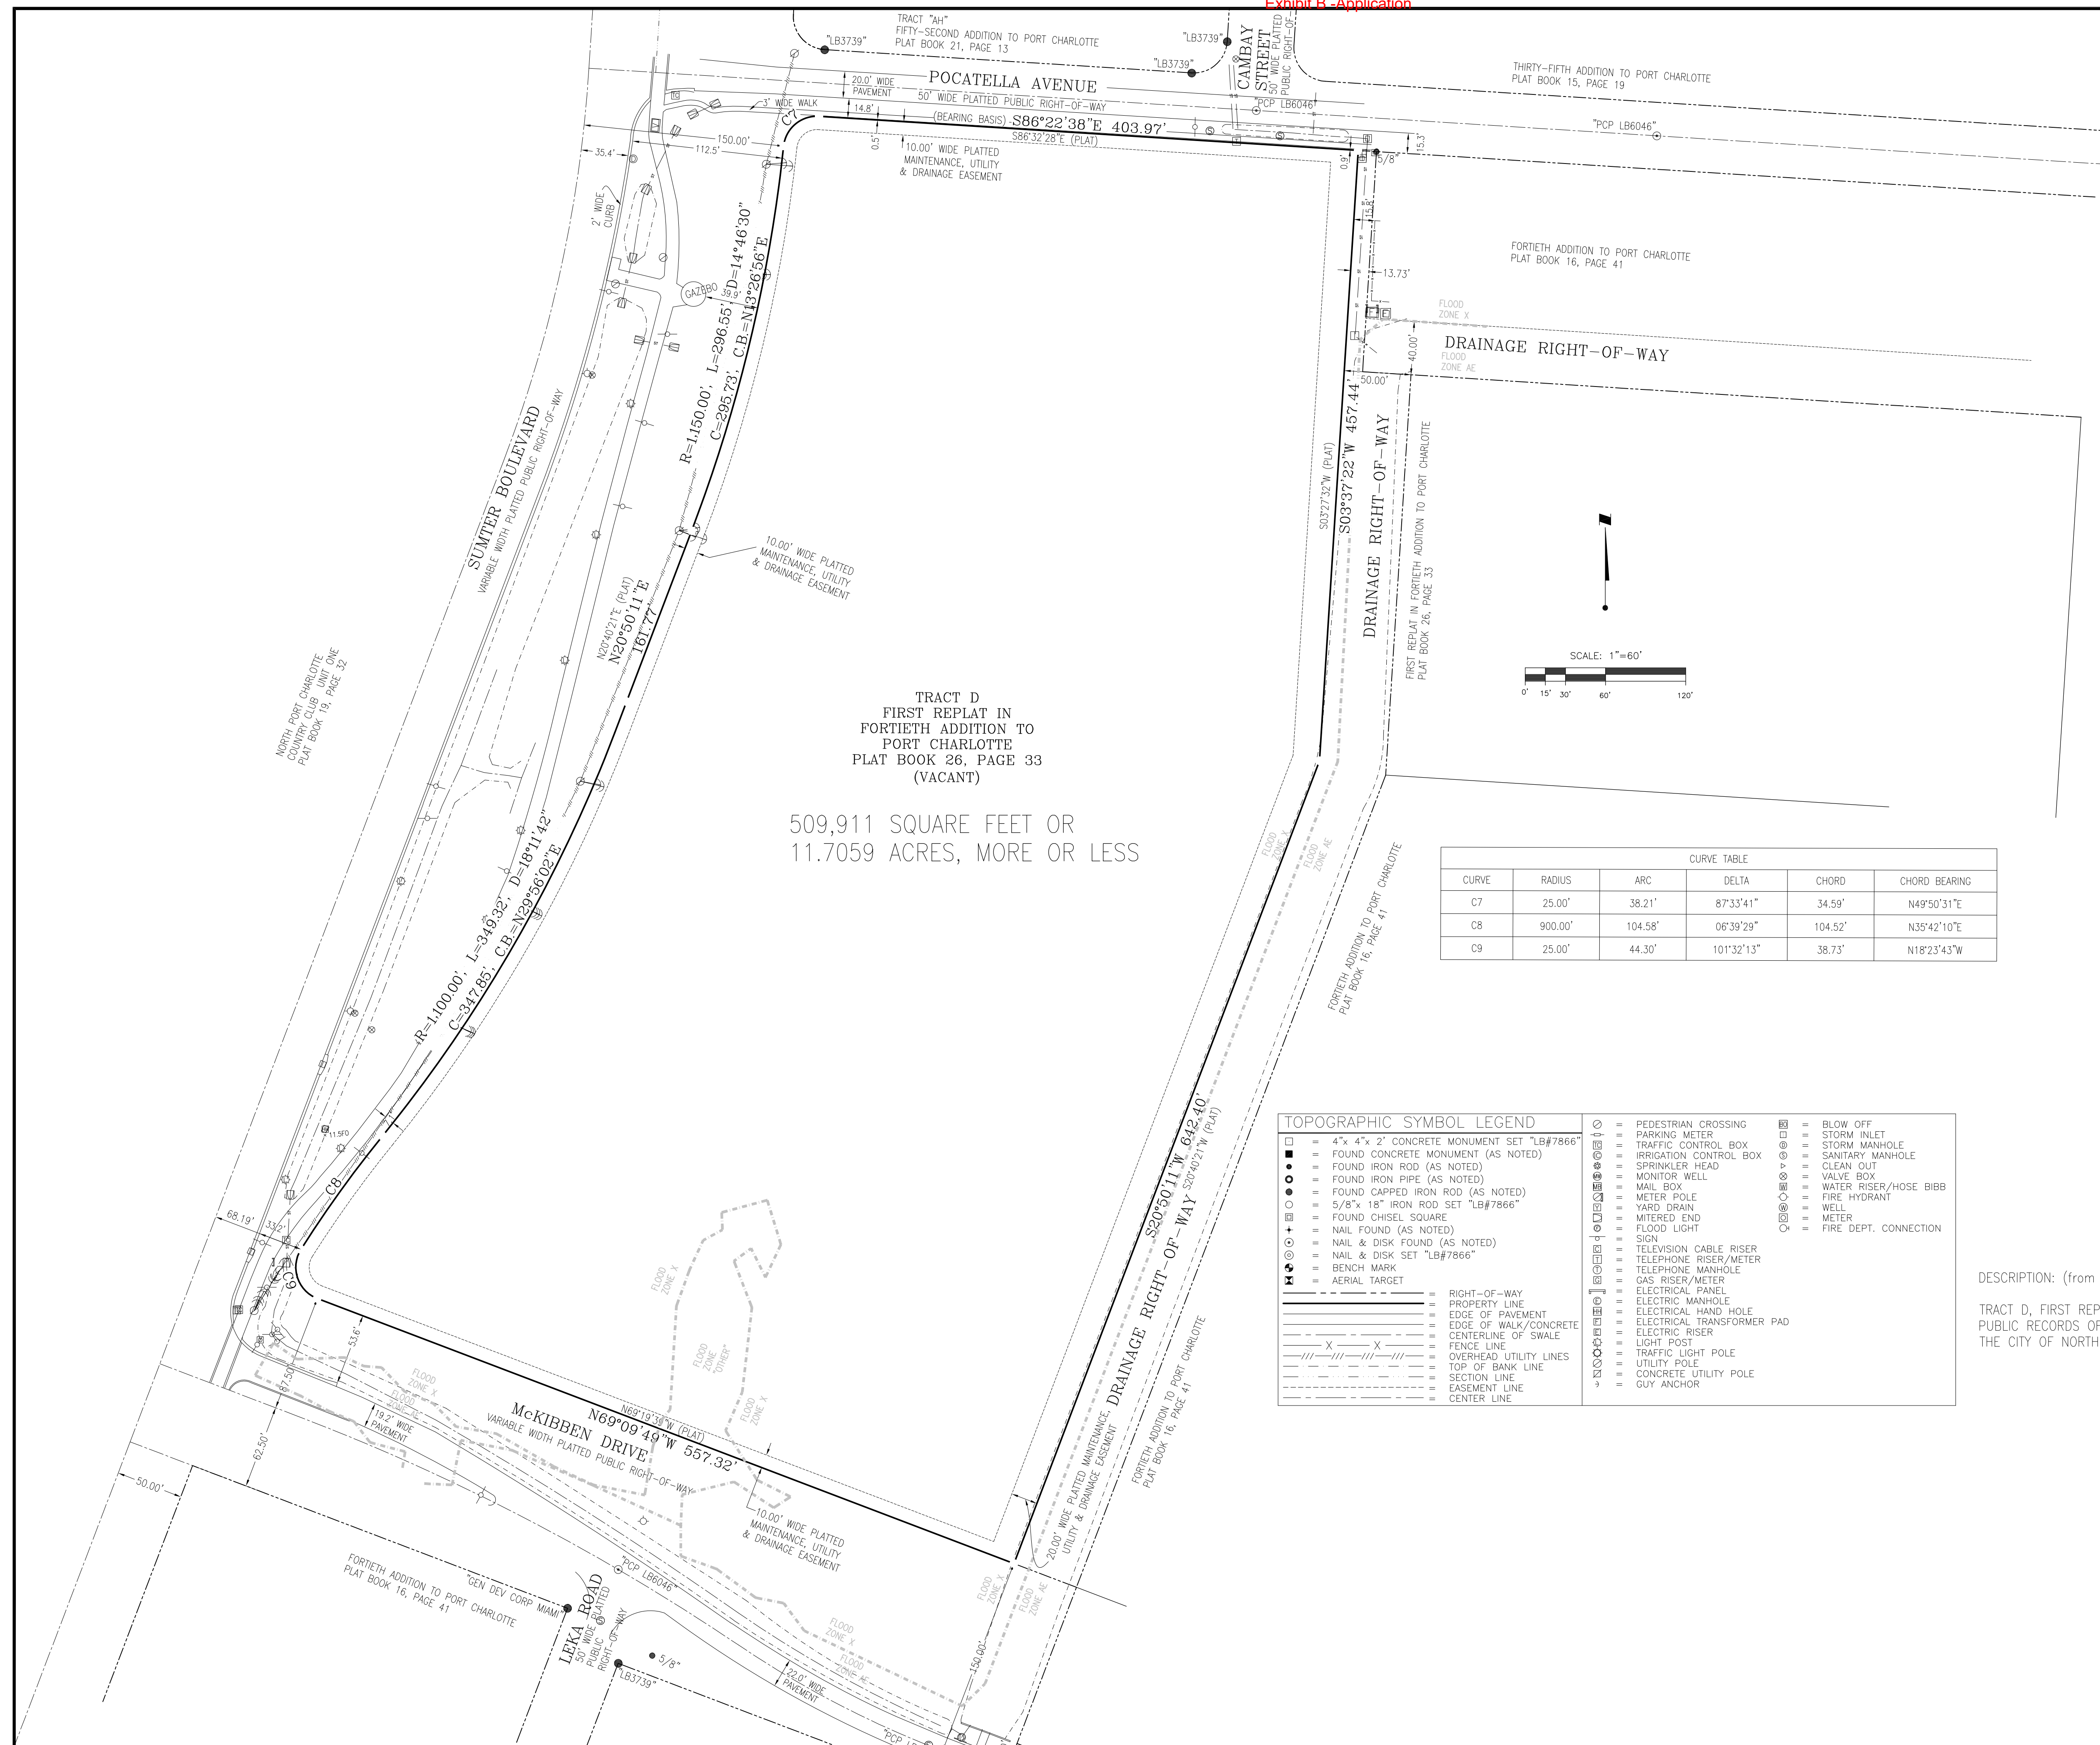 Exhibit B -Application
TRACT "AH"
FIFTY-SECOND ADDITION TO PORT CHARLOTTE
PLAT BOOK 21, PAGE 13
"LB3739"
"LB3739"
"LB3739"
CAMBAY
STREET
50' WIDE PLATTED
PUBLIC RIGHT-OF-
THIRTY-FIFTH ADDITION TO PORT CHARLOTTE
PLAT BOOK 15, PAGE 19
20.0' WIDE
PAVEMENT
POCATELLA AVENUE
50' WIDE PLATTED PUBLIC RIGHT-OF-WAY
"PCP LB6046"
"PCP LB6046"
3' WIDE WALK
14.8'
(BEARING BASIS) S86°22'38"E 403.97'
S86°32'28"E (PLAT)
C7
150.00'
112.5'
35.4'
0.5'
10.00' WIDE PLATTED
MAINTENANCE, UTILITY
& DRAINAGE EASEMENT
0.9'
5/8"
15.3'
2' WIDE
CURB
15.8'
13.73'
FORTIETH ADDITION TO PORT CHARLOTTE
PLAT BOOK 16, PAGE 41
GAZEBO
39.9'
R=1,150.00', L=296.55', D=14°46'30"
C=295.73', C.B.=N13°26'56"E
FLOOD
ZONE X
DRAINAGE RIGHT-OF-WAY
FLOOD
ZONE AE
40.00'
50.00'
SUMTER BOULEVARD
VARIABLE WIDTH PLATTED PUBLIC RIGHT-OF-WAY
S03°27'32"W (PLAT)
S03°37'22"W 457.44'
DRAINAGE RIGHT-OF-WAY
FIRST REPLAT IN FORTIETH ADDITION TO PORT CHARLOTTE
PLAT BOOK 26, PAGE 33
10.00' WIDE PLATTED
MAINTENANCE, UTILITY
& DRAINAGE EASEMENT
N20°40'21"E (PLAT)
N20°50'11"E
161.77'
NORTH PORT CHARLOTTE
COUNTRY CLUB UNIT ONE
PLAT BOOK 19, PAGE 32
SCALE: 1"=60'
0' 15' 30' 60' 120'
TRACT D
FIRST REPLAT IN
FORTIETH ADDITION TO
PORT CHARLOTTE
PLAT BOOK 26, PAGE 33
(VACANT)
509,911 SQUARE FEET OR
11.7059 ACRES, MORE OR LESS
R=1,100.00', L=349.32', D=18°11'42"
C=347.85', C.B.=N29°56'02"E
FLOOD
ZONE X
FLOOD
ZONE AE
FORTIETH ADDITION TO PORT CHARLOTTE
PLAT BOOK 16, PAGE 41
CURVE TABLE
CURVE RADIUS ARC DELTA CHORD CHORD BEARING
C7 25.00' 38.21' 87°33'41" 34.59' N49°50'31"E
C8 900.00' 104.58' 06°39'29" 104.52' N35°42'10"E
C9 25.00' 44.30' 101°32'13" 38.73' N18°23'43"W
11.5FO
C8
68.19'
33.2'
C9
S20°50'11"W 642.40'
S20°40'21"W (PLAT)
DRAINAGE RIGHT-OF-WAY
TOPOGRAPHIC SYMBOL LEGEND
= 4"x 4"x 2' CONCRETE MONUMENT SET "LB#7866"
= FOUND CONCRETE MONUMENT (AS NOTED)
= FOUND IRON ROD (AS NOTED)
= FOUND IRON PIPE (AS NOTED)
= FOUND CAPPED IRON ROD (AS NOTED)
= 5/8"x 18" IRON ROD SET "LB#7866"
= FOUND CHISEL SQUARE
= NAIL FOUND (AS NOTED)
= NAIL & DISK FOUND (AS NOTED)
= NAIL & DISK SET "LB#7866"
= BENCH MARK
= AERIAL TARGET
= RIGHT-OF-WAY
= PROPERTY LINE
= EDGE OF PAVEMENT
= EDGE OF WALK/CONCRETE
= CENTERLINE OF SWALE
X X = FENCE LINE
= OVERHEAD UTILITY LINES
= TOP OF BANK LINE
= SECTION LINE
= EASEMENT LINE
= CENTER LINE
= PEDESTRIAN CROSSING
= PARKING METER
TC = TRAFFIC CONTROL BOX
= IRRIGATION CONTROL BOX
= SPRINKLER HEAD
= MONITOR WELL
MB = MAIL BOX
= METER POLE
Y = YARD DRAIN
= MITERED END
= FLOOD LIGHT
= SIGN
C = TELEVISION CABLE RISER
T = TELEPHONE RISER/METER
T = TELEPHONE MANHOLE
G = GAS RISER/METER
= ELECTRICAL PANEL
E = ELECTRIC MANHOLE
= ELECTRICAL HAND HOLE
= ELECTRICAL TRANSFORMER PAD
E = ELECTRIC RISER
= LIGHT POST
= TRAFFIC LIGHT POLE
= UTILITY POLE
= CONCRETE UTILITY POLE
= GUY ANCHOR
BO = BLOW OFF
= STORM INLET
D = STORM MANHOLE
S = SANITARY MANHOLE
= CLEAN OUT
= VALVE BOX
W = WATER RISER/HOSE BIBB
= FIRE HYDRANT
W = WELL
= METER
= FIRE DEPT. CONNECTION
DESCRIPTION: (from
TRACT D, FIRST REP
PUBLIC RECORDS OF
THE CITY OF NORTH
FLOOD
ZONE X
FLOOD
ZONE
"OTHER"
FLOOD
ZONE X
53.6'
87.50'
FLOOD
ZONE X
FLOOD
ZONE AE
19.2' WIDE
PAVEMENT
62.50'
50.00'
N69°19'39"W (PLAT)
N69°09'49"W 557.32'
McKIBBEN DRIVE
VARIABLE WIDTH PLATTED PUBLIC RIGHT-OF-WAY
10.00' WIDE PLATTED
MAINTENANCE, UTILITY
& DRAINAGE EASEMENT
20.00' WIDE PLATTED MAINTENANCE,
UTILITY & DRAINAGE EASEMENT
FORTIETH ADDITION TO PORT CHARLOTTE
PLAT BOOK 16, PAGE 41
FORTIETH ADDITION TO PORT CHARLOTTE
PLAT BOOK 16, PAGE 41
"GEN DEV CORP MIAMI"
"PCP LB6046"
LEKA ROAD
50' WIDE PLATTED
PUBLIC
RIGHT-OF-WAY
5/8"
"LB3739"
FLOOD
ZONE X
FLOOD
ZONE AE
FLOOD
ZONE X
FLOOD
ZONE AE
22.0' WIDE
PAVEMENT
150.00'
"PCP